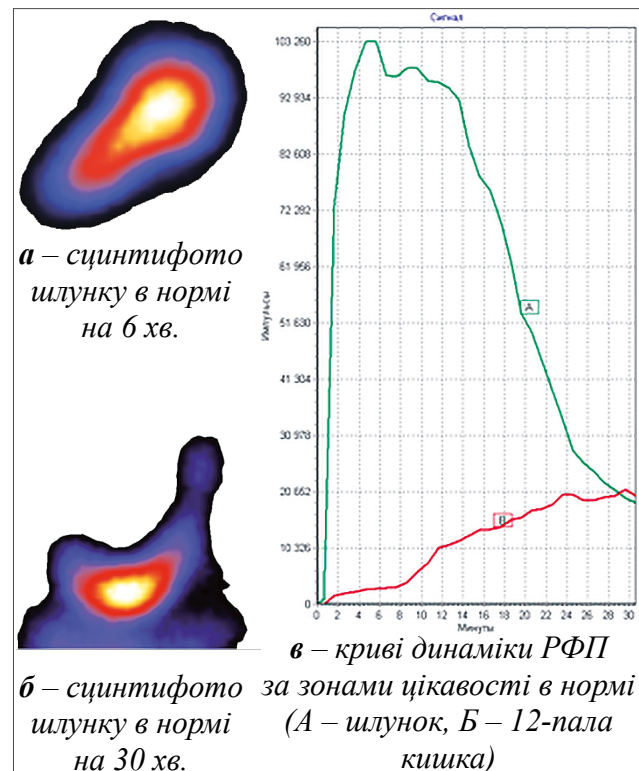 а – сцинтифото
шлунку в нормі
на 6 хв.
б – сцинтифото
шлунку в нормі
на 30 хв.
Сигнал
Импульсы
103 260
92 934
82 608
72 292
61 966
51 630
41 304
30 978
20 652
10 326
0
А
B
0 2 4 6 8 10 12 14 16 18 20 22 24 26 28 30
Минуты
в – криві динаміки РФП
за зонами цікавості в нормі
(А – шлунок, Б – 12-пала
кишка)